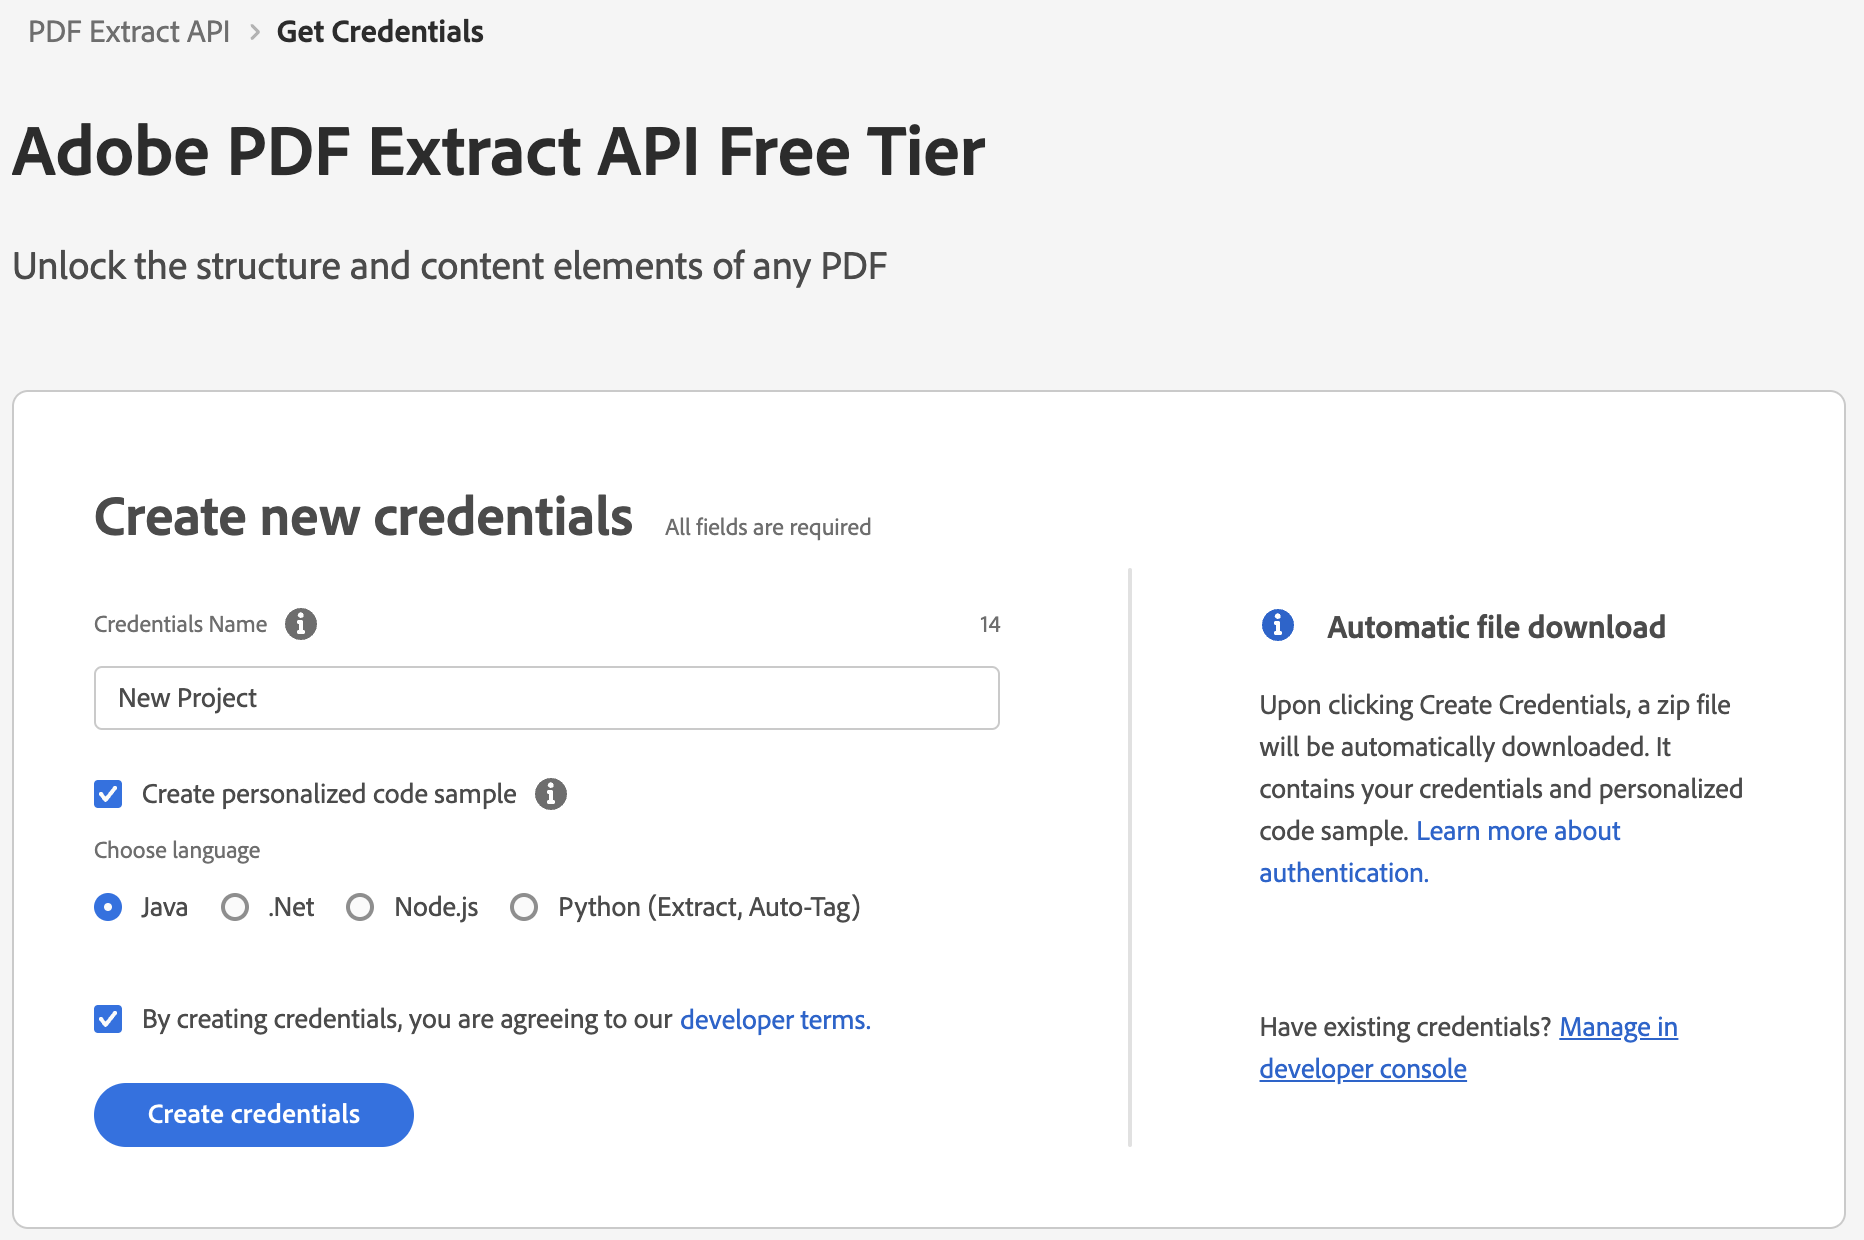 PDF Extract API > Get Credentials
Adobe PDF Extract API Free Tier
Unlock the structure and content elements of any PDF
Create new credentials All fields are required
Credentials Name 14
New Project
Create personalized code sample
Choose language
Java .Net Node.js Python (Extract, Auto-Tag)
By creating credentials, you are agreeing to our developer terms.
Create credentials
Automatic file download
Upon clicking Create Credentials, a zip file
will be automatically downloaded. It
contains your credentials and personalized
code sample. Learn more about
authentication.
Have existing credentials? Manage in
developer console